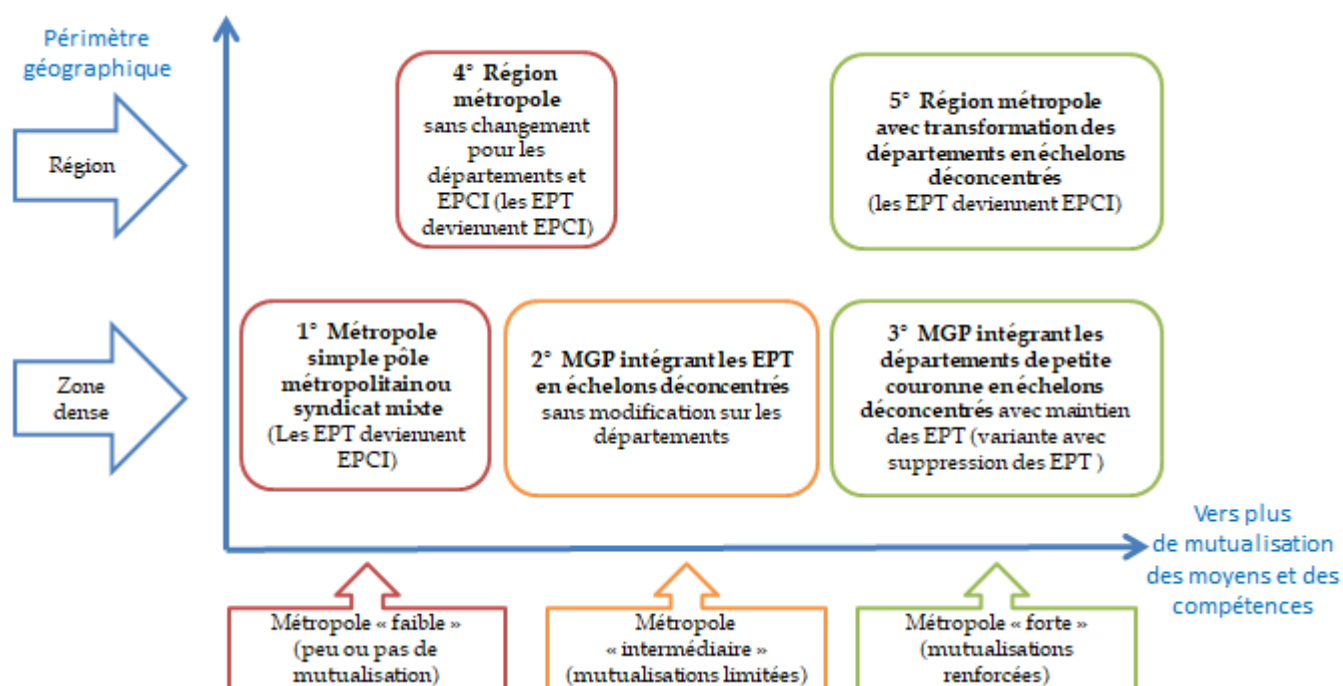 Périmètre
géographique
Région
4° Région
métropole
sans changement
pour les
départements et
EPCI (les EPT
deviennent EPCI)
5° Région métropole
avec transformation des
départements en échelons
déconcentrés
(les EPT deviennent EPCI)
Zone
dense
1° Métropole
simple pôle
métropolitain ou
syndicat mixte
(Les EPT deviennent
EPCI)
2° MGP intégrant les EPT
en échelons déconcentrés
sans modification sur les
départements
3° MGP intégrant les
départements de petite
couronne en échelons
déconcentrés avec maintien
des EPT (variante avec
suppression des EPT )
Vers plus
de mutualisation
des moyens et des
compétences
Métropole « faible »
(peu ou pas de
mutualisation)
Métropole
« intermédiaire »
(mutualisations limitées)
Métropole « forte »
(mutualisations
renforcées)